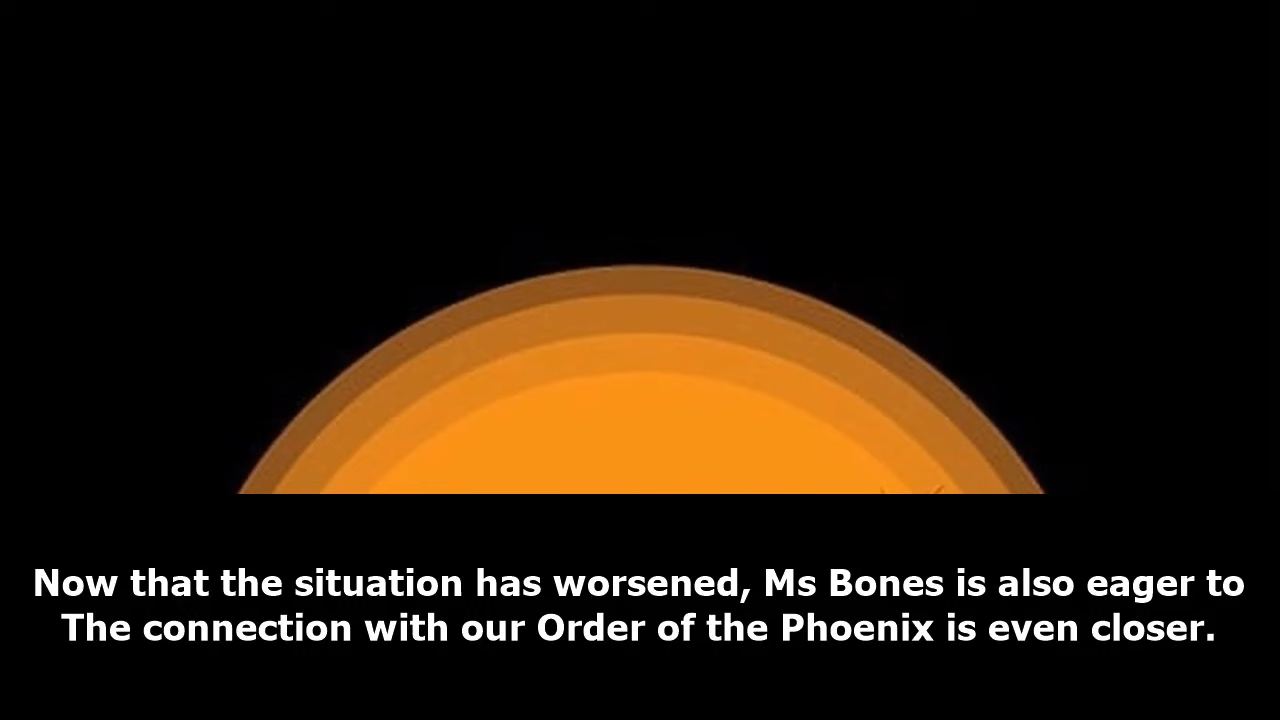 Now that the situation has worsened, Ms Bones is also eager to
The connection with our Order of the Phoenix is even closer.